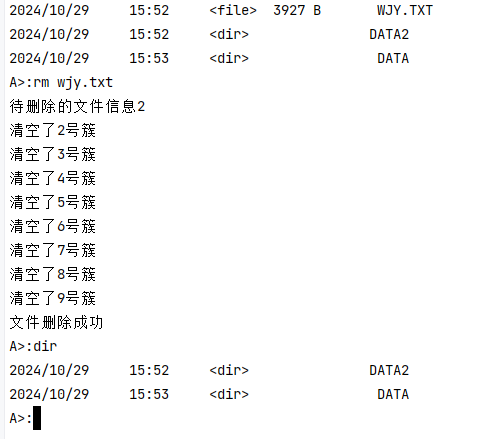 2024/10/29     15:52     <file>  3927 B       WJY.TXT
2024/10/29     15:52     <dir>               DATA2
2024/10/29     15:53     <dir>                DATA
A>:rm wjy.txt
待删除的文件信息2
清空了2号簇
清空了3号簇
清空了4号簇
清空了5号簇
清空了6号簇
清空了7号簇
清空了8号簇
清空了9号簇
文件删除成功
A>:dir
2024/10/29     15:52     <dir>               DATA2
2024/10/29     15:53     <dir>                DATA
A>: